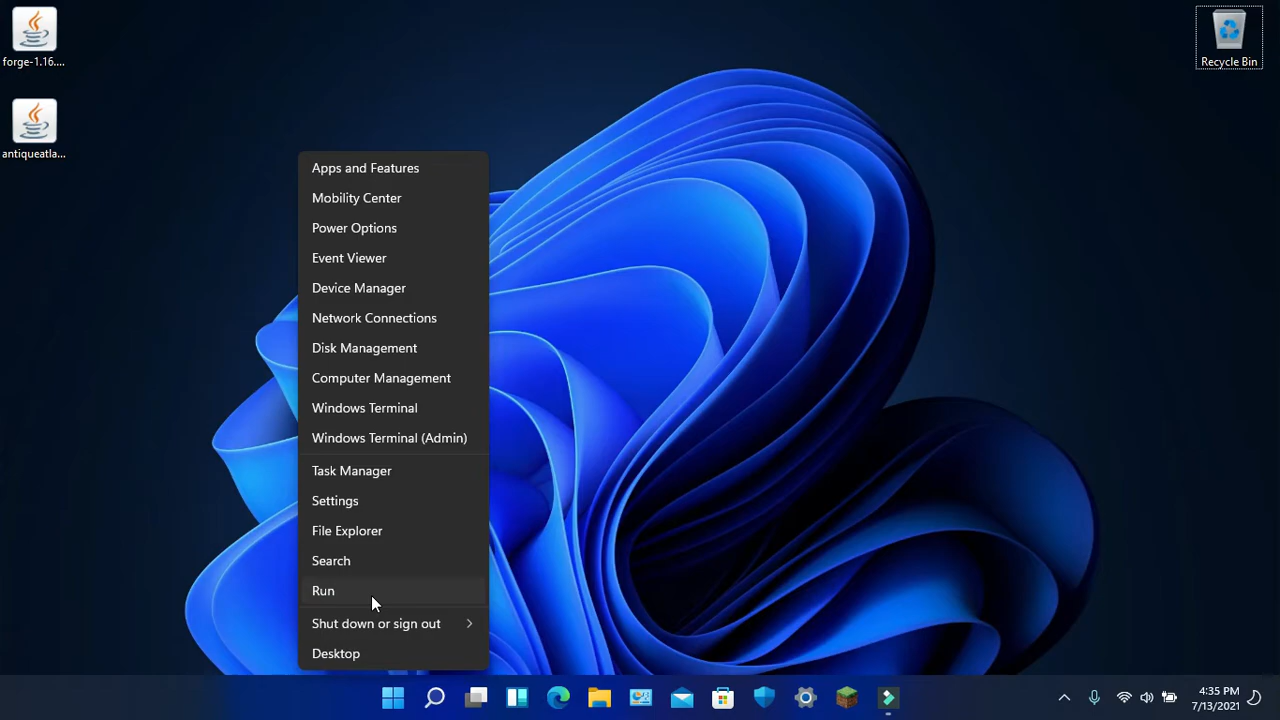 forge-1.16....
antiqueatla...
Recycle Bin
Apps and Features
Mobility Center
Power Options
Event Viewer
Device Manager
Network Connections
Disk Management
Computer Management
Windows Terminal
Windows Terminal (Admin)
Task Manager
Settings
File Explorer
Search
Run
Shut down or sign out
Desktop
4:35 PM
7/13/2021